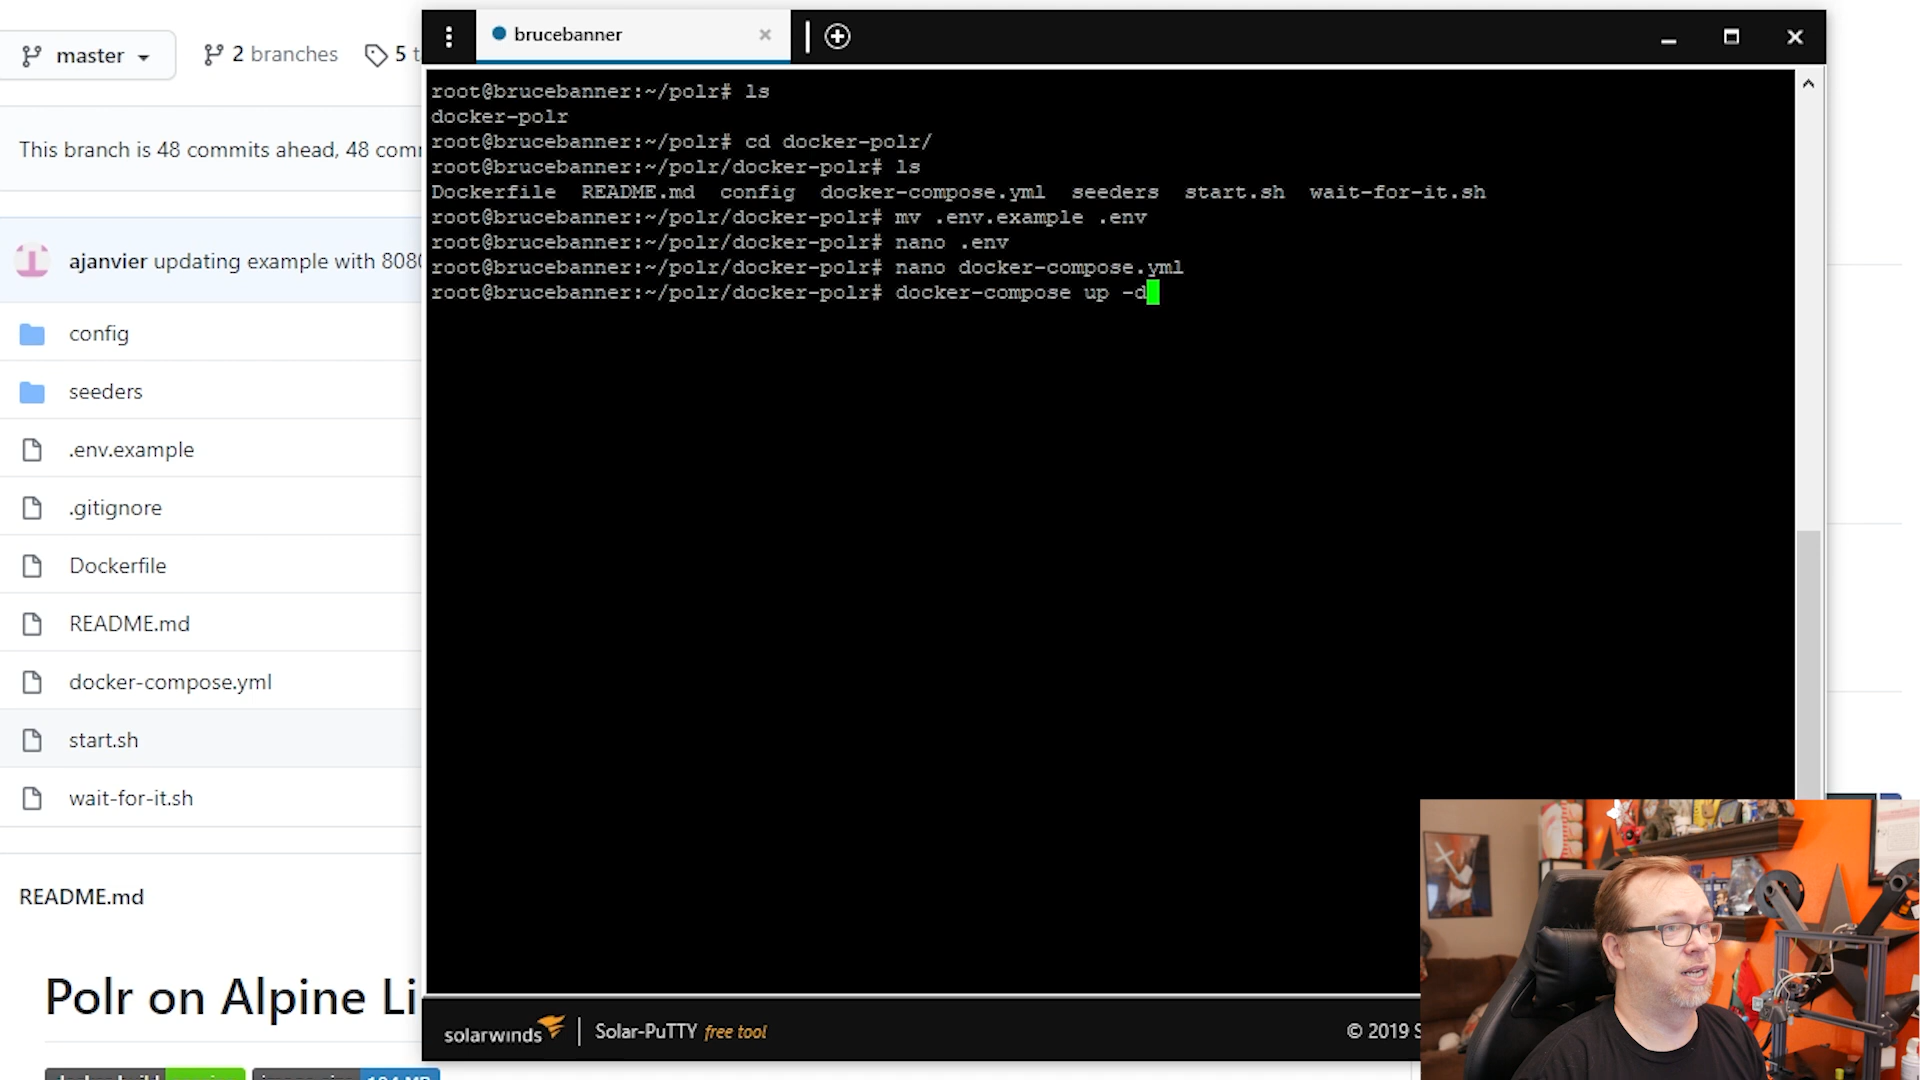 master
2 branches
5
This branch is 48 commits ahead, 48
ajanvier updating example with
config
seeders
.env.example
.gitignore
Dockerfile
README.md
docker-compose.yml
start.sh
wait-for-it.sh
README.md
Polr on Alpine
brucebanner
root@brucebanner:~/polr# ls
docker-polr
root@brucebanner:~/polr# cd docker-polr/
root@brucebanner:~/polr/docker-polr# ls
Dockerfile README.md config docker-compose.yml seeders start.sh wait-for-it.sh
root@brucebanner:~/polr/docker-polr# mv .env.example .env
root@brucebanner:~/polr/docker-polr# nano .env
root@brucebanner:~/polr/docker-polr# nano docker-compose.yml
root@brucebanner:~/polr/docker-polr# docker-compose up -d
solarwinds | Solar-PuTTY free tool
© 2019